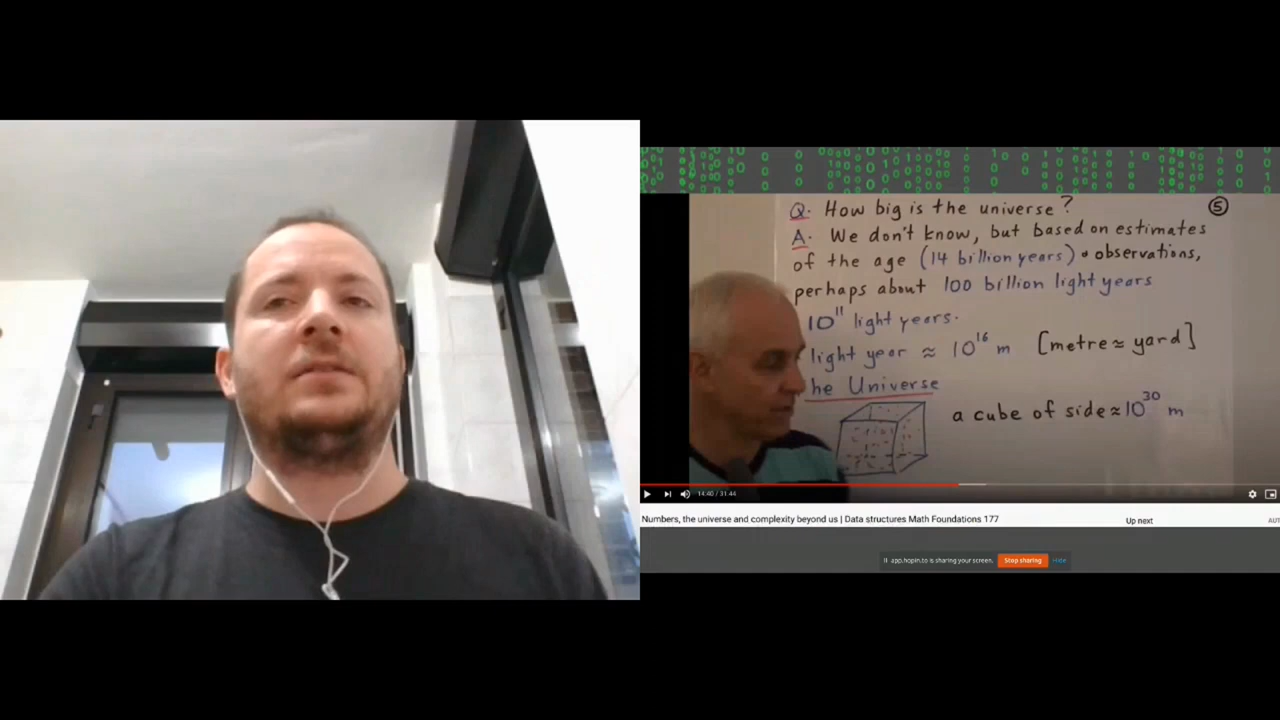 Q. How big is the universe? ⑤
A. We don't know, but based on estimates
of the age (14 billion years) & observations,
perhaps about 100 billion light years
10¹¹ light years.
light year ≈ 10¹⁶ m [metre ≈ yard]
he Universe
a cube of side ≈ 10³⁰ m
14:40 / 31:44
Numbers, the universe and complexity beyond us | Data structures Math Foundations 177
Up next
app.hopin.to is sharing your screen. Stop sharing Hide